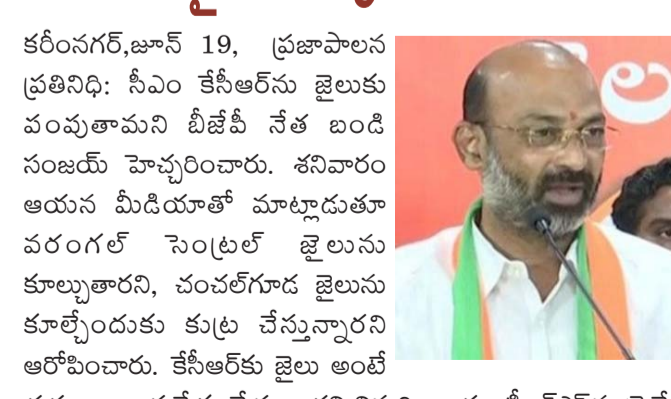 కరీంనగర్,జూన్ 19, ప్రజాపాలన
ప్రతినిధి: సీఎం కేసీఆర్‌ను జైలుకు
పంపుతామని బీజేపీ నేత బండి
సంజయ్ హెచ్చరించారు. శనివారం
ఆయన మీడియాతో మాట్లాడుతూ
వరంగల్ సెంట్రల్ జైలును
కూల్చుతారని, చంచల్‌గూడ జైలును
కూల్చేందుకు కుట్ర చేస్తున్నారని
ఆరోపించారు. కేసీఆర్‌కు జైలు అంటే